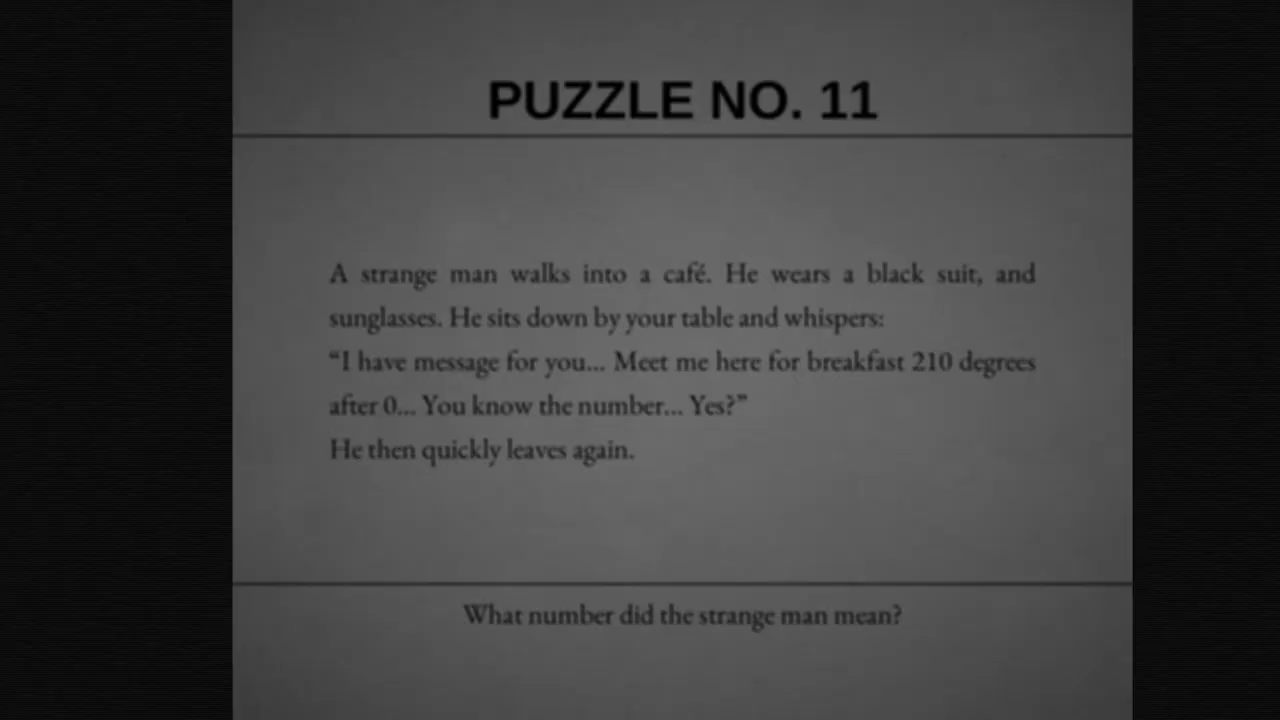 PUZZLE NO. 11
A strange man walks into a café. He wears a black suit, and
sunglasses. He sits down by your table and whispers:
“I have message for you... Meet me here for breakfast 210 degrees
after 0... You know the number... Yes?”
He then quickly leaves again.
What number did the strange man mean?